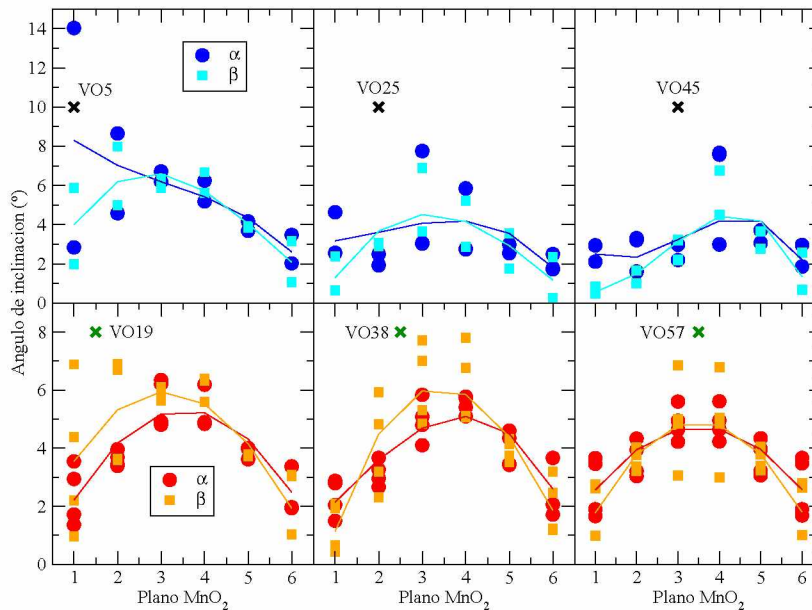 14
12
10
8
6
4
2
0
α
β
VO5
VO25
VO45
Angulo de inclinacion (º)
8
6
4
2
0
VO19
VO38
VO57
α
β
1 2 3 4 5 6
1 2 3 4 5 6
1 2 3 4 5 6
Plano MnO₂
Plano MnO₂
Plano MnO₂